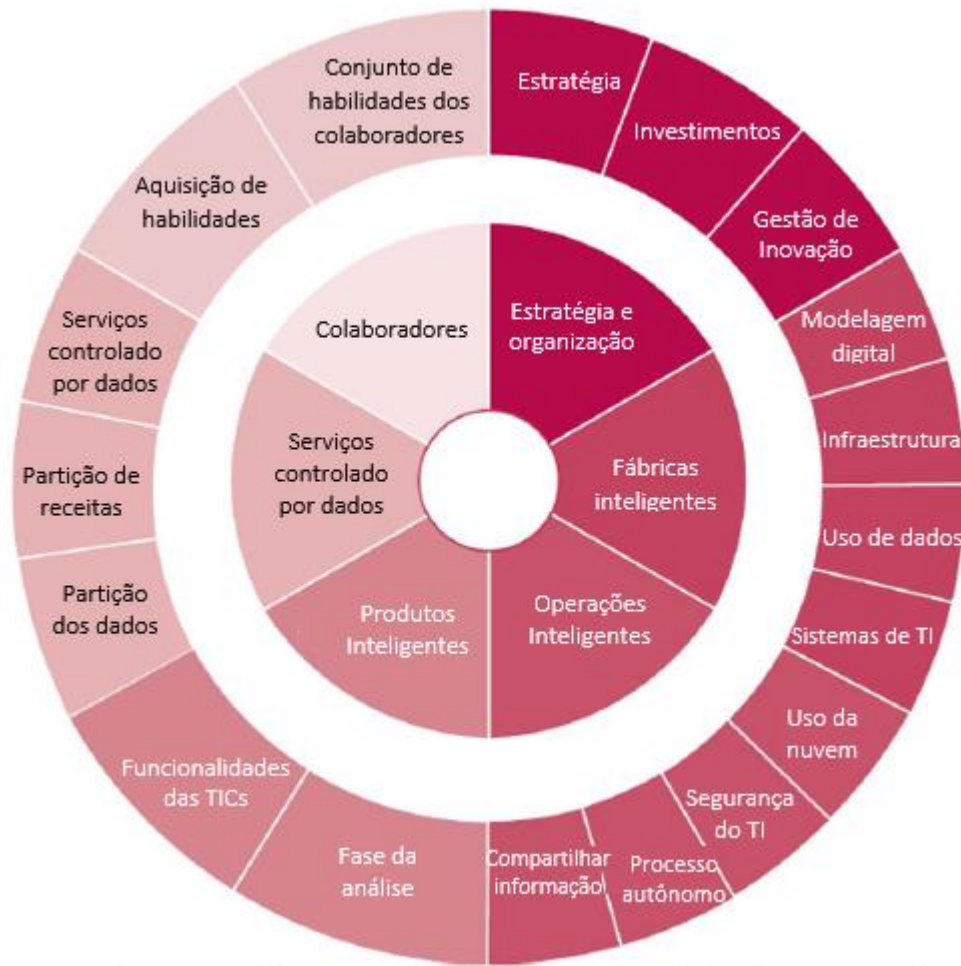 Estratégia
Investimentos
Gestão de
Inovação
Modelagem
digital
Infraestrutura
Uso de dados
Sistemas de TI
Uso da
nuvem
Segurança
do TI
Processo
autônomo
Compartilhar
informação
Fase da
análise
Funcionalidades
das TICs
Partição
dos dados
Partição de
receitas
Serviços
controlado
por dados
Aquisição de
habilidades
Conjunto de
habilidades dos
colaboradores
Estratégia e
organização
Fábricas
inteligentes
Operações
Inteligentes
Produtos
Inteligentes
Serviços
controlado
por dados
Colaboradores